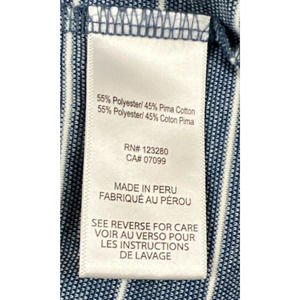 55% Polyester/ 45% Pima Cotton
55% Polyester/ 45% Coton Pima
RN# 123280
CA# 07099
MADE IN PERU
FABRIQUÉ AU PÉROU
SEE REVERSE FOR CARE
VOIR AU VERSO POUR
LES INSTRUCTIONS
DE LAVAGE